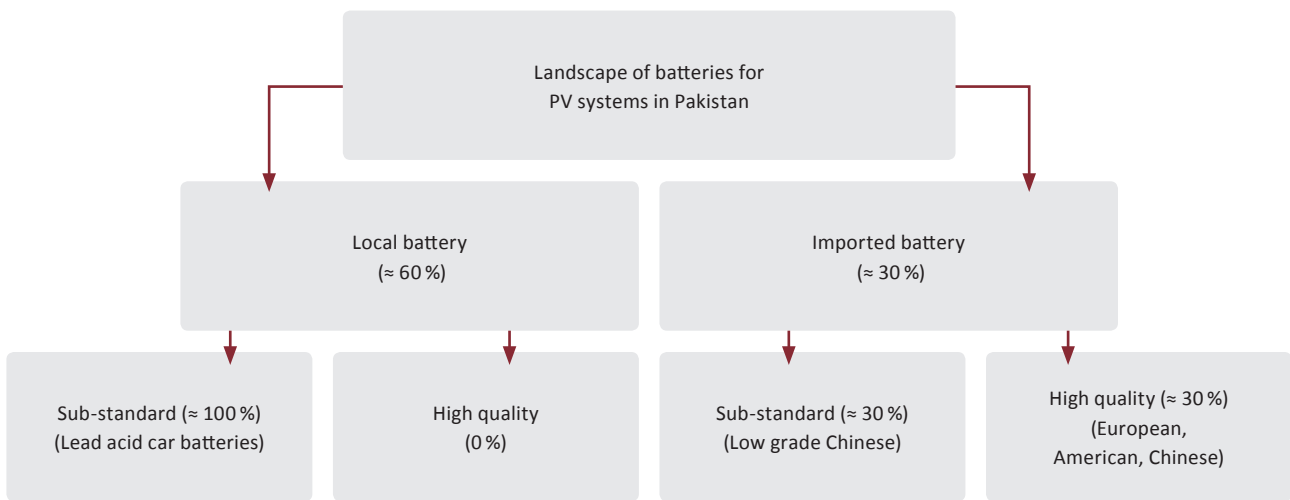 Landscape of batteries for
PV systems in Pakistan
Local battery
(≈ 60 %)
Imported battery
(≈ 30 %)
Sub-standard (≈ 100 %)
(Lead acid car batteries)
High quality
(0 %)
Sub-standard (≈ 30 %)
(Low grade Chinese)
High quality (≈ 30 %)
(European,
American, Chinese)